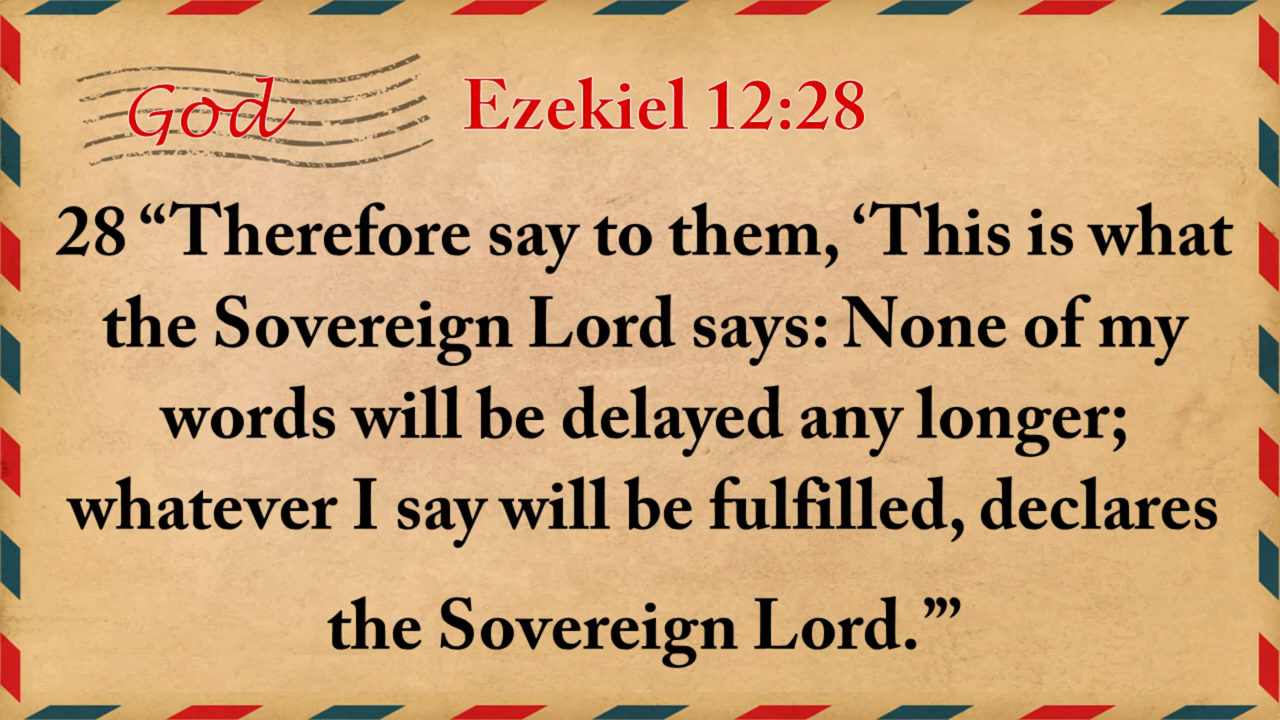 God
Ezekiel 12:28
28 “Therefore say to them, ‘This is what
the Sovereign Lord says: None of my
words will be delayed any longer;
whatever I say will be fulfilled, declares
the Sovereign Lord.’”